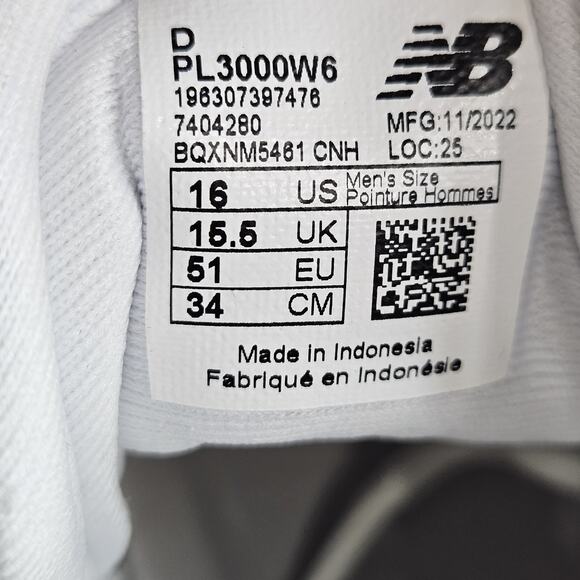 D
PL3000W6
196307397476
7404280 MFG:11/2022
BQXNM5461 CNH LOC:25
16 US Men's Size
Pointure Hommes
15.5 UK
51 EU
34 CM
Made in Indonesia
Fabriqué en Indonésie
NB